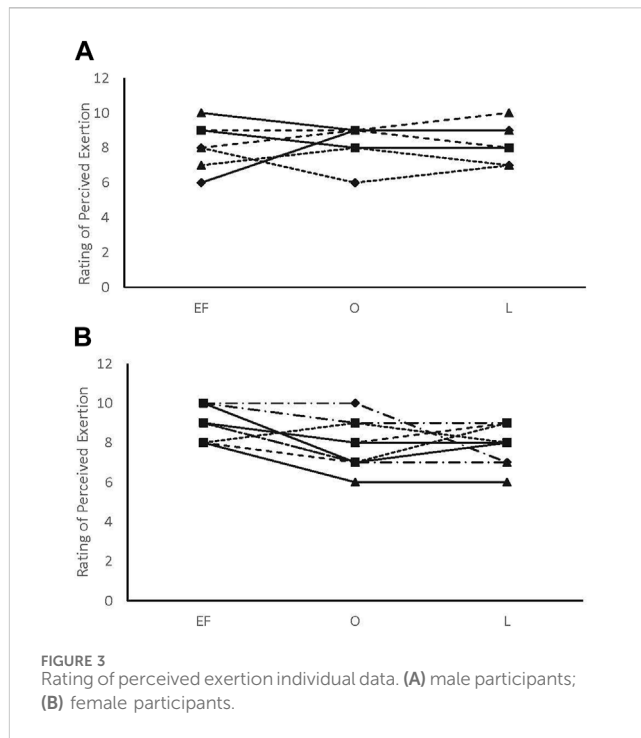 A
12
10
8
6
4
2
0
Rating of Percived Exertion
EF O L
B
12
10
8
6
4
2
0
Rating of Perceived Exertion
EF O L
FIGURE 3
Rating of perceived exertion individual data. (A) male participants;
(B) female participants.